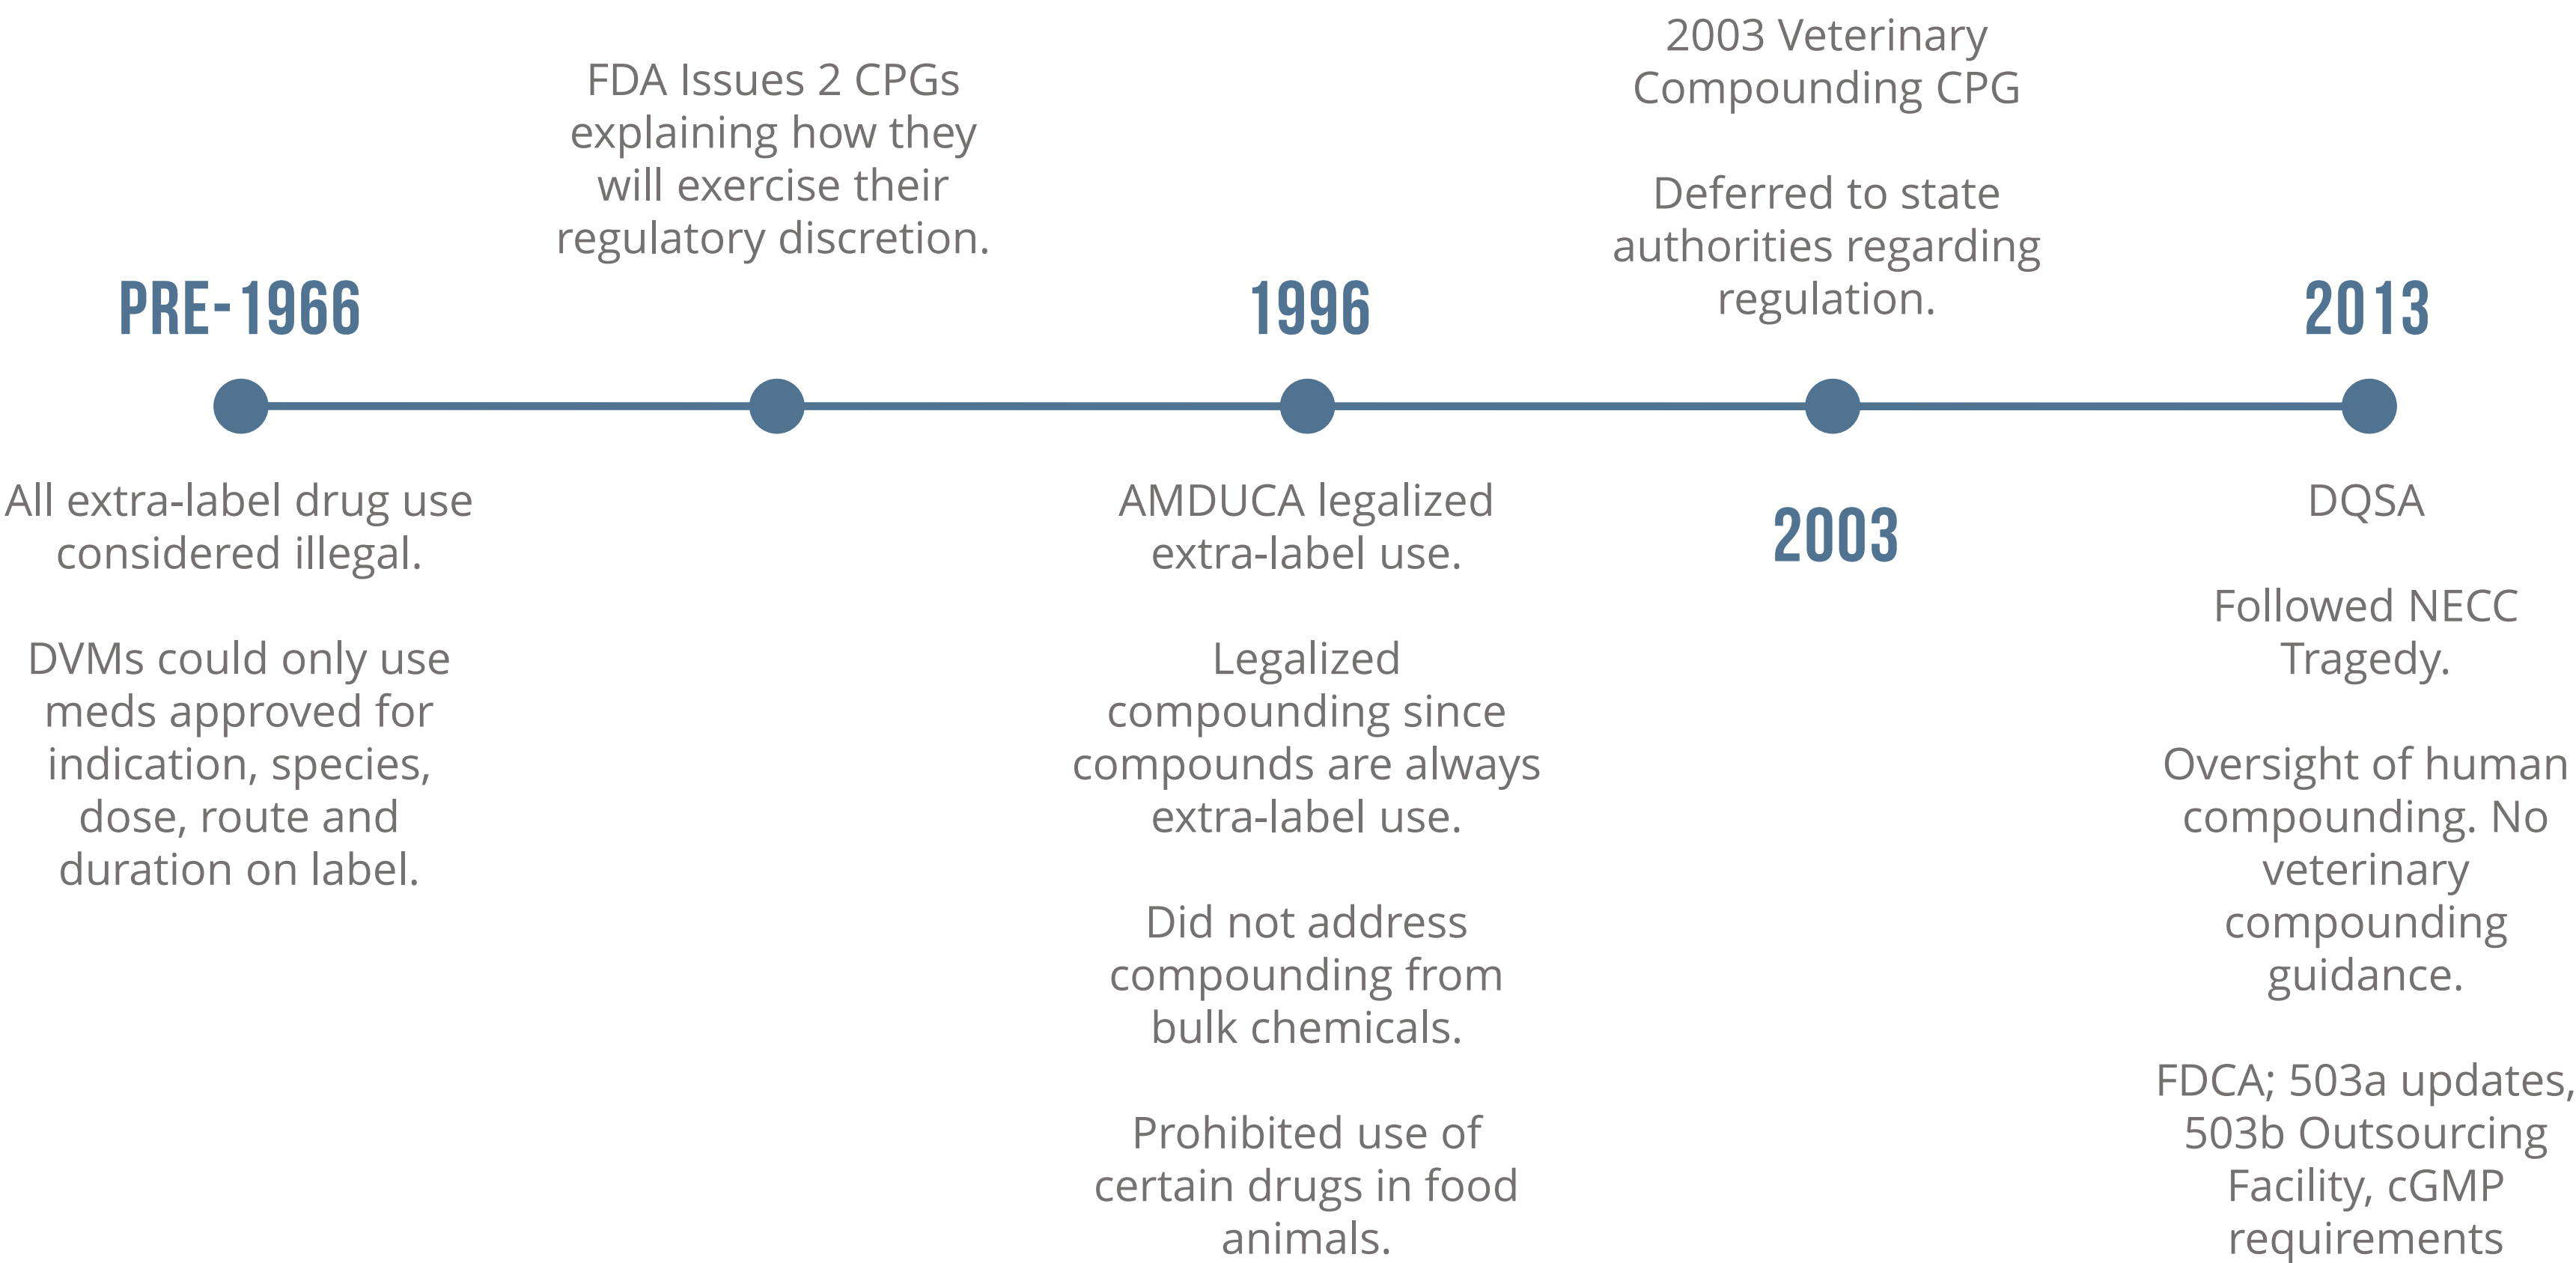 PRE-1966
All extra-label drug use
considered illegal.
DVMs could only use
meds approved for
indication, species,
dose, route and
duration on label.
FDA Issues 2 CPGs
explaining how they
will exercise their
regulatory discretion.
1996
AMDUCA legalized
extra-label use.
Legalized
compounding since
compounds are always
extra-label use.
Did not address
compounding from
bulk chemicals.
Prohibited use of
certain drugs in food
animals.
2003 Veterinary
Compounding CPG
Deferred to state
authorities regarding
regulation.
2003
2013
DQSA
Followed NECC
Tragedy.
Oversight of human
compounding. No
veterinary
compounding
guidance.
FDCA; 503a updates,
503b Outsourcing
Facility, cGMP
requirements